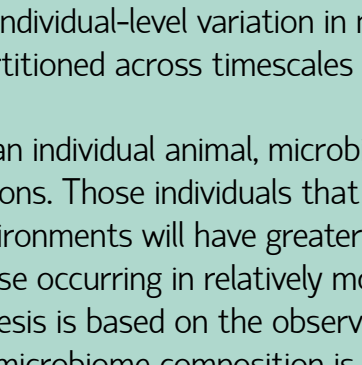 ndividual-level variation in
titioned across timescales
an individual animal, microb
ons. Those individuals that
ironments will have greater
se occurring in relatively mo
esis is based on the observ
microbiome composition is